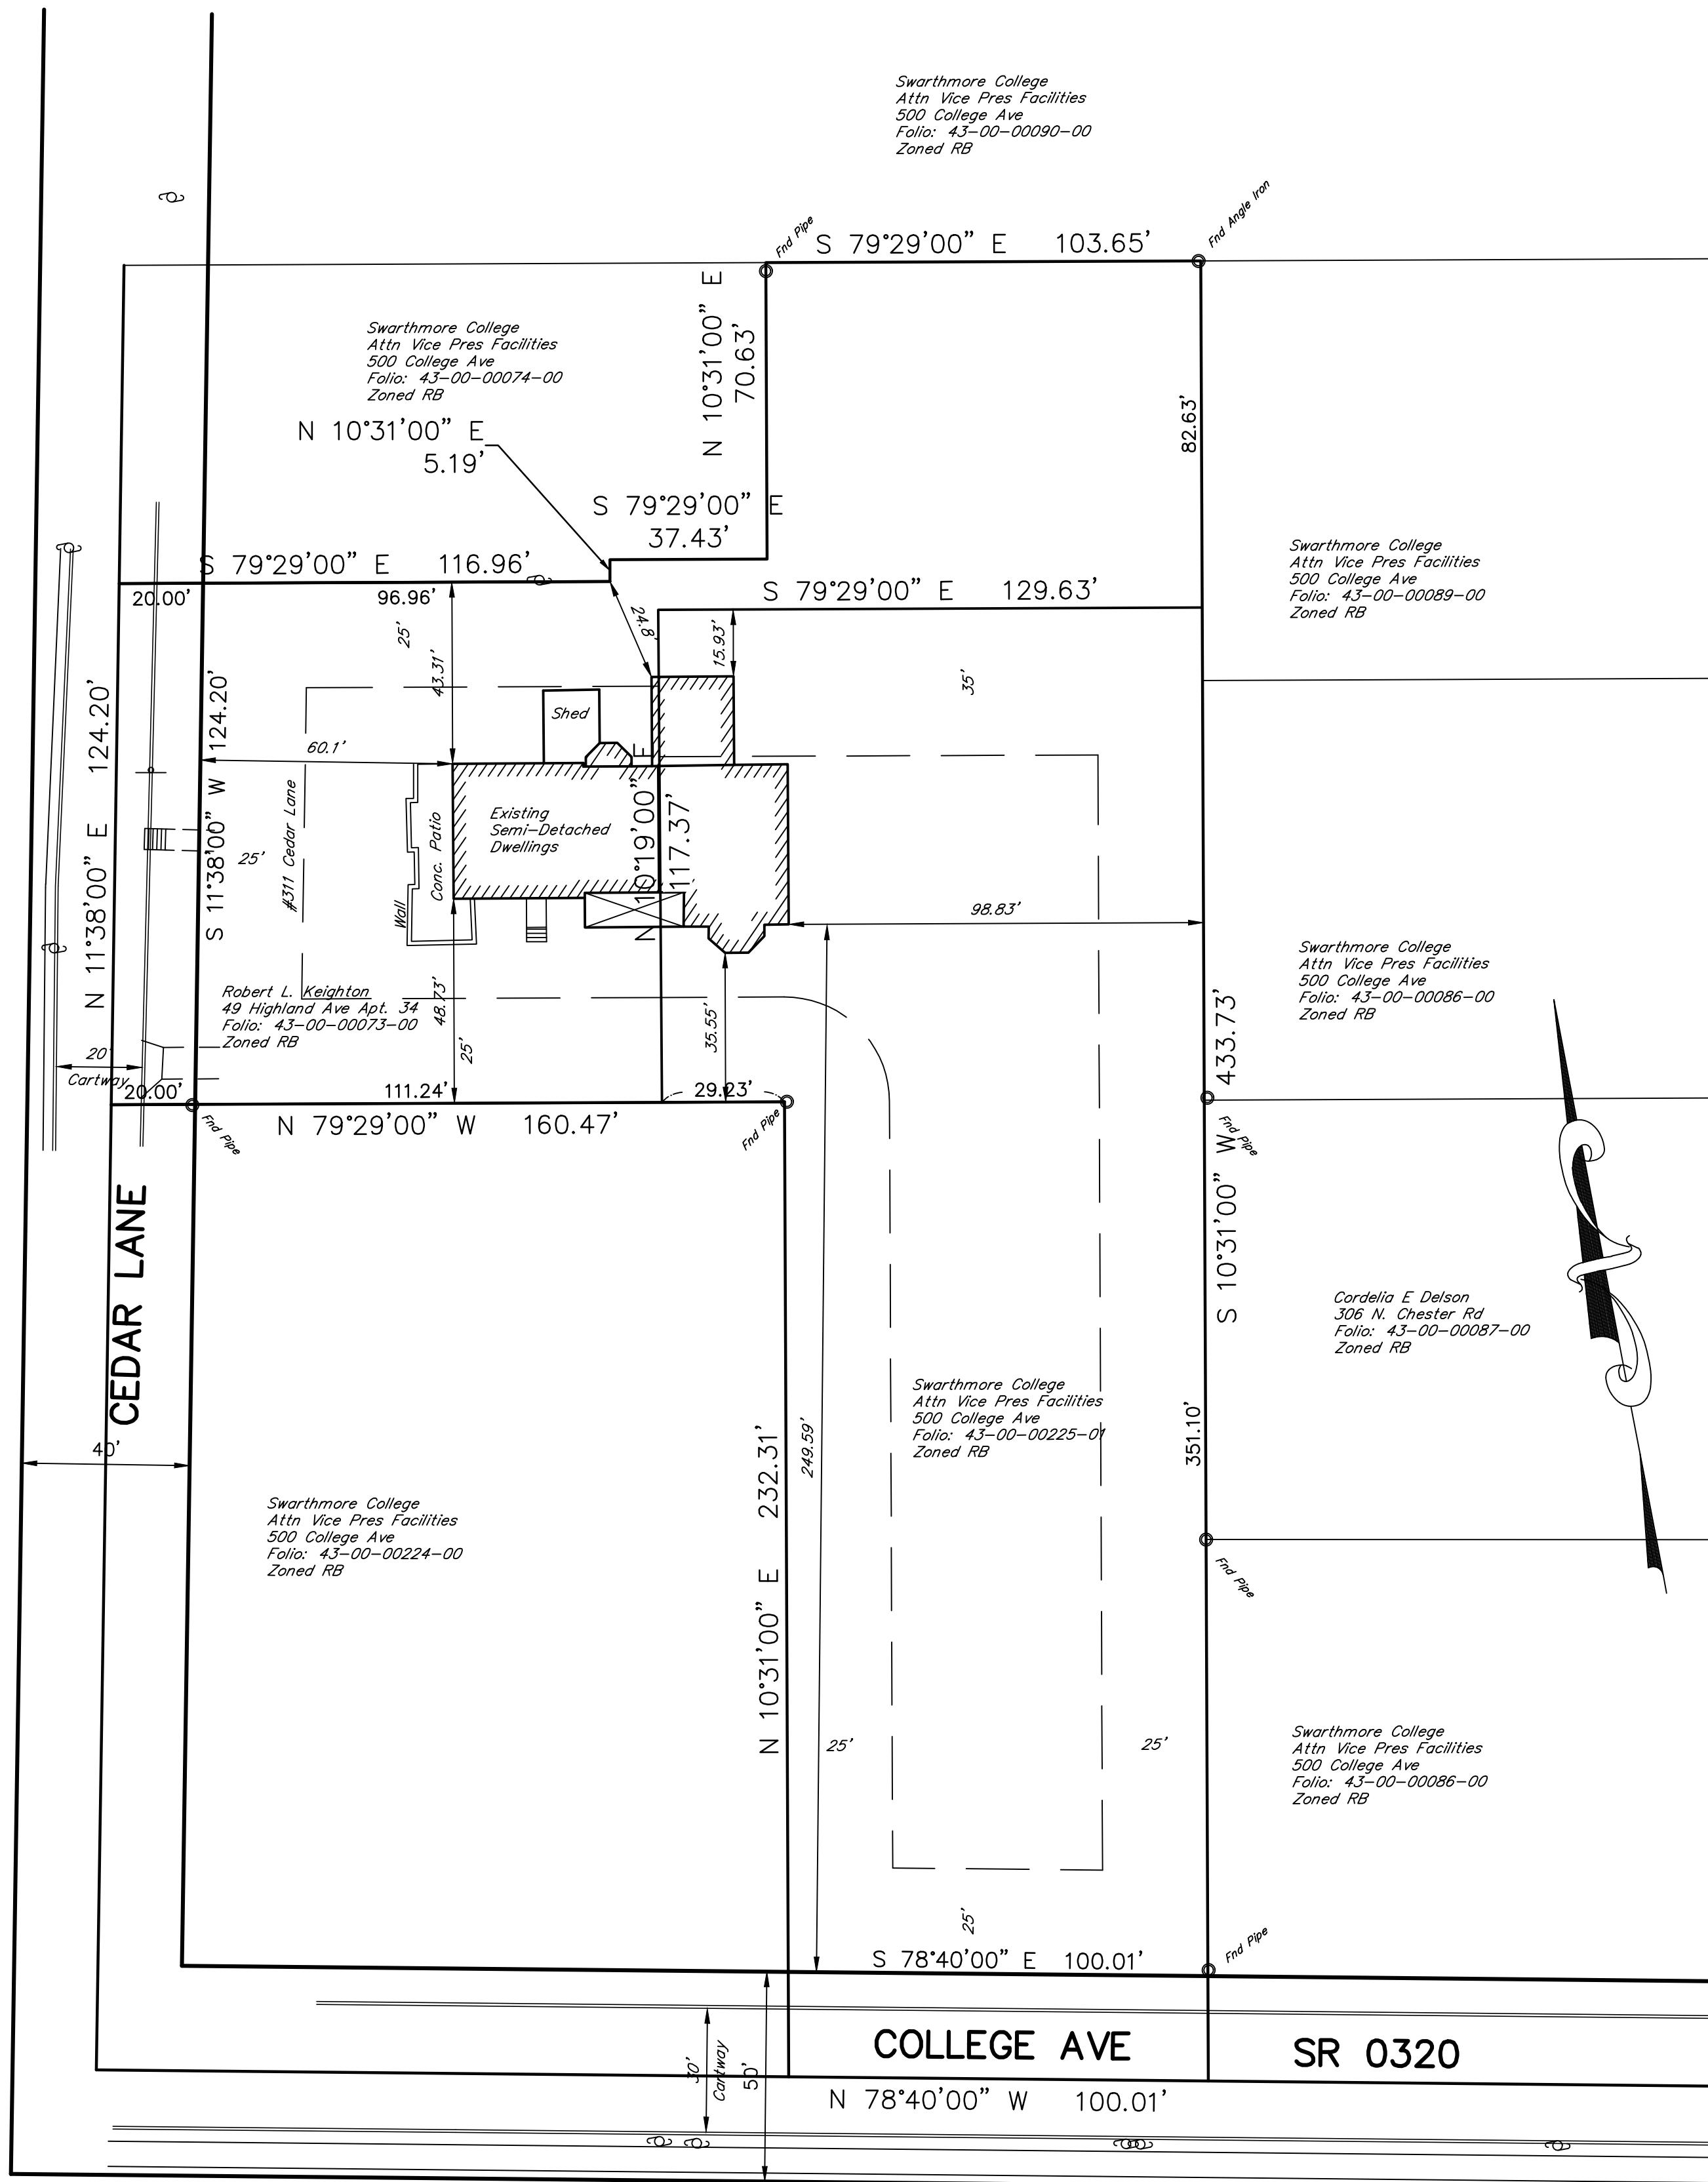 Swarthmore College
Attn Vice Pres Facilities
500 College Ave
Folio: 43-00-00090-00
Zoned RB
Fnd Pipe
S 79°29'00" E 103.65'
Fnd Angle Iron
N 10°31'00" E
70.63'
Swarthmore College
Attn Vice Pres Facilities
500 College Ave
Folio: 43-00-00074-00
Zoned RB
82.63'
N 10°31'00" E
5.19'
S 79°29'00" E
37.43'
S 79°29'00" E 116.96'
20.00'
96.96'
S 79°29'00" E 129.63'
Swarthmore College
Attn Vice Pres Facilities
500 College Ave
Folio: 43-00-00089-00
Zoned RB
25'
24.8'
15.93'
43.31'
35'
N 11°38'00" E 124.20'
S 11°38'00" W 124.20'
Shed
60.1'
#311 Cedar Lane
Conc. Patio
Existing
Semi-Detached
Dwellings
N 10°19'00" E
117.37'
25'
Wall
98.83'
Swarthmore College
Attn Vice Pres Facilities
500 College Ave
Folio: 43-00-00086-00
Zoned RB
Robert L. Keighton
49 Highland Ave Apt. 34
Folio: 43-00-00073-00
Zoned RB
48.73'
25'
35.55'
20'
Cartway
20.00'
111.24'
29.23'
N 79°29'00" W 160.47'
Fnd Pipe
Fnd Pipe
Fnd Pipe
S 10°31'00" W 433.73'
CEDAR LANE
Cordelia E Delson
306 N. Chester Rd
Folio: 43-00-00087-00
Zoned RB
Swarthmore College
Attn Vice Pres Facilities
500 College Ave
Folio: 43-00-00225-01
Zoned RB
249.59'
351.10'
40'
N 10°31'00" E 232.31'
Swarthmore College
Attn Vice Pres Facilities
500 College Ave
Folio: 43-00-00224-00
Zoned RB
Fnd Pipe
25'
25'
Swarthmore College
Attn Vice Pres Facilities
500 College Ave
Folio: 43-00-00086-00
Zoned RB
25'
S 78°40'00" E 100.01'
Fnd Pipe
COLLEGE AVE SR 0320
30'
Cartway
50'
N 78°40'00" W 100.01'